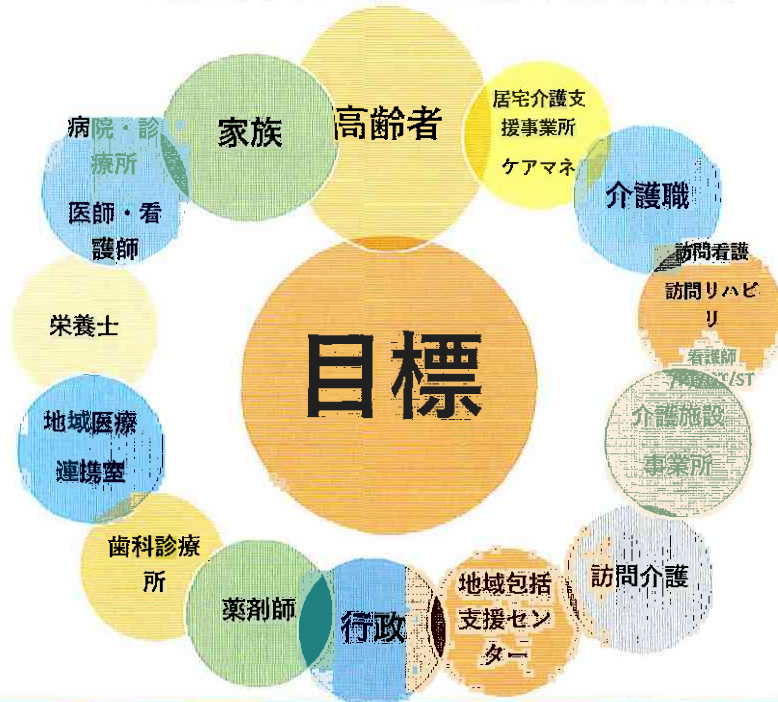 目標
高齢者
居宅介護支
援事業所
ケアマネ
介護職
訪問看護
訪問リハビ
リ
看護師
/PT/OT/ST
介護施設
事業所
訪問介護
地域包括
支援セン
ター
行政
薬剤師
歯科診療
所
地域医療
連携室
栄養士
病院・診
療所
医師・看
護師
家族